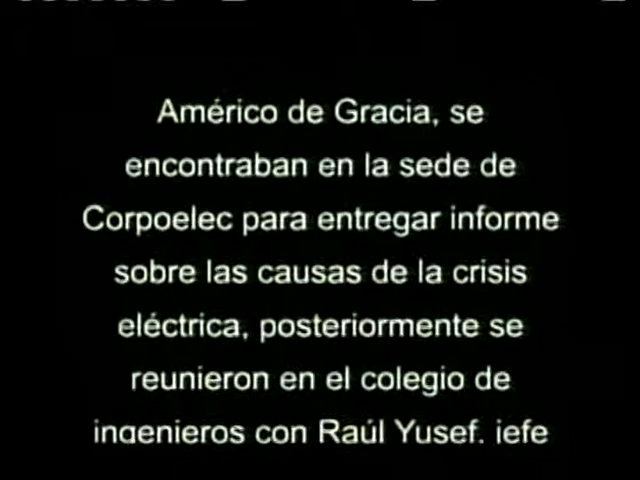 Américo de Gracia, se
encontraban en la sede de
Corpoelec para entregar informe
sobre las causas de la crisis
eléctrica, posteriormente se
reunieron en el colegio de
ingenieros con Raúl Yusef. jefe